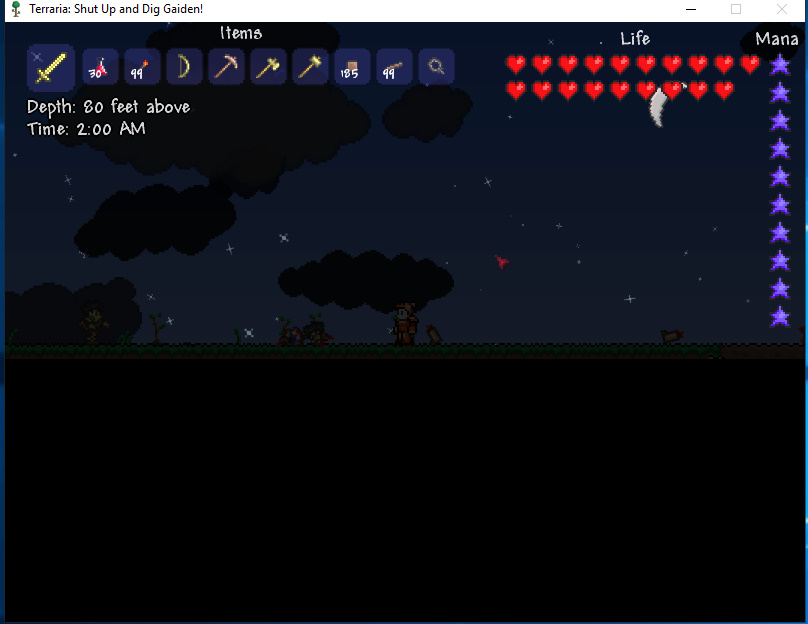 Terraria: Shut Up and Dig Gaiden!
Items
Life
Mana
30
99
185
99
Depth: 80 feet above
Time: 2:00 AM